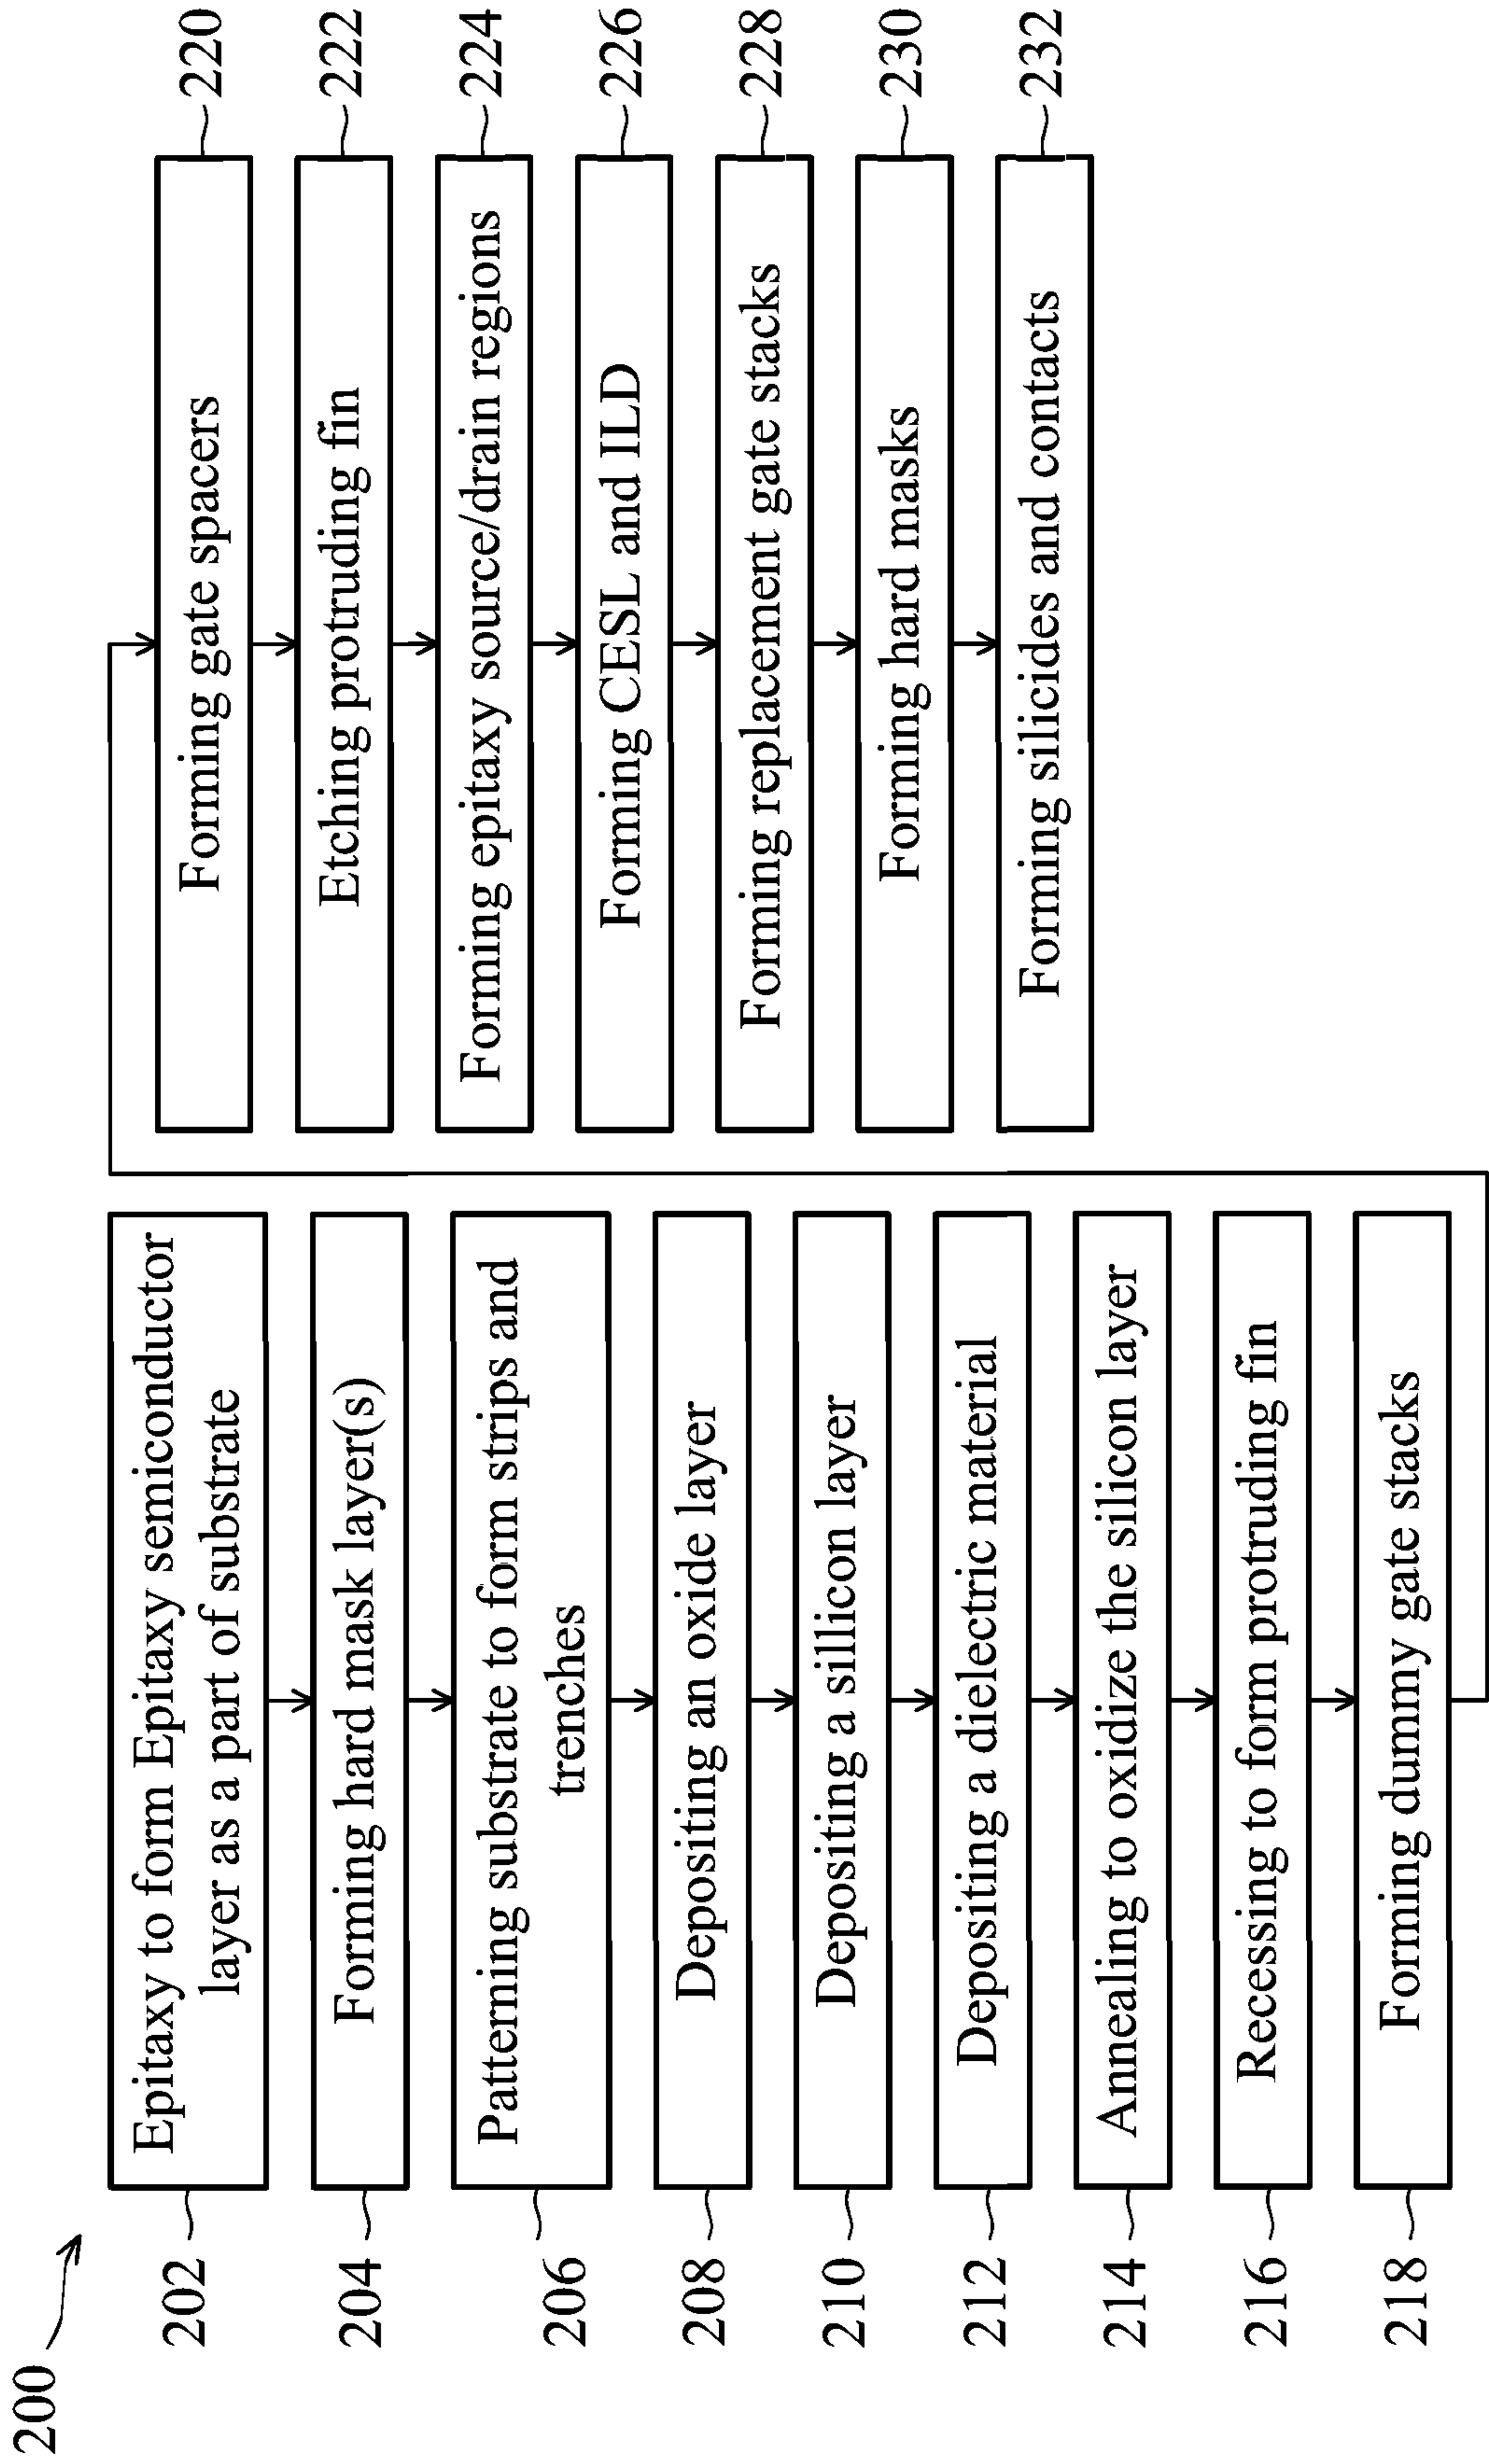 200
202
Epitaxy to form Epitaxy semiconductor
layer as a part of substrate
204
Forming hard mask layer(s)
206
Patterning substrate to form strips and
trenches
208
Depositing an oxide layer
210
Depositing a sillicon layer
212
Depositing a dielectric material
214
Annealing to oxidize the silicon layer
216
Recessing to form protruding fin
218
Forming dummy gate stacks
Forming gate spacers
220
Etching protruding fin
222
Forming epitaxy source/drain regions
224
Forming CESL and ILD
226
Forming replacement gate stacks
228
Forming hard masks
230
Forming silicides and contacts
232